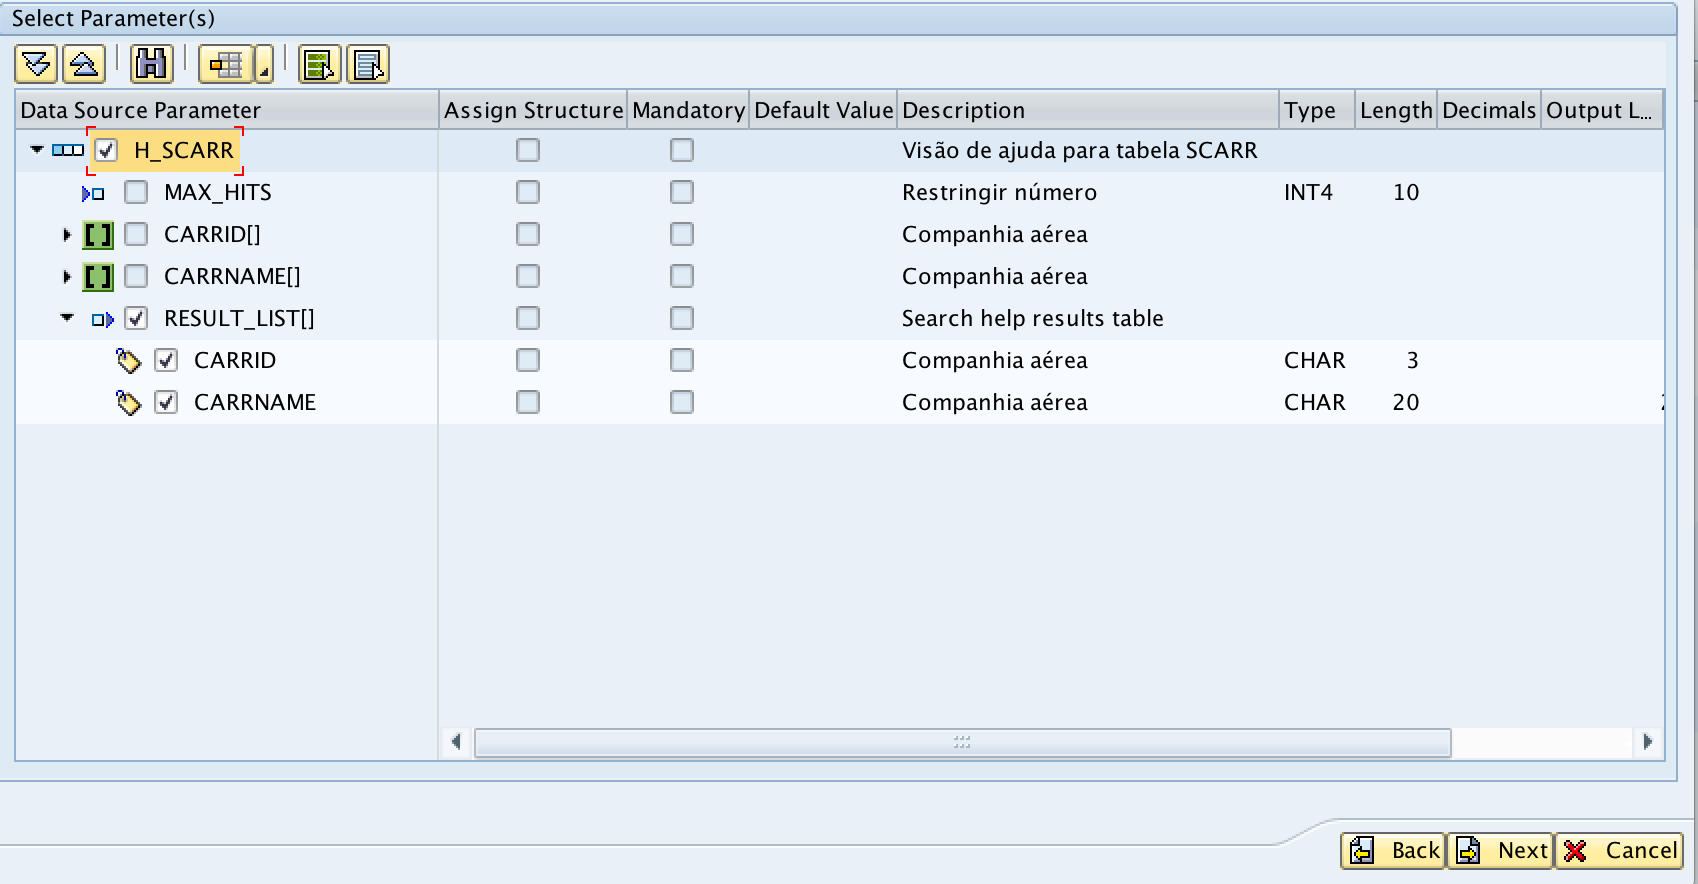 Select Parameter(s)
Data Source Parameter Assign Structure Mandatory Default Value Description Type Length Decimals Output L...
H_SCARR Visão de ajuda para tabela SCARR
MAX_HITS Restringir número INT4 10
CARRID[] Companhia aérea
CARRNAME[] Companhia aérea
RESULT_LIST[] Search help results table
CARRID Companhia aérea CHAR 3
CARRNAME Companhia aérea CHAR 20
Back Next Cancel